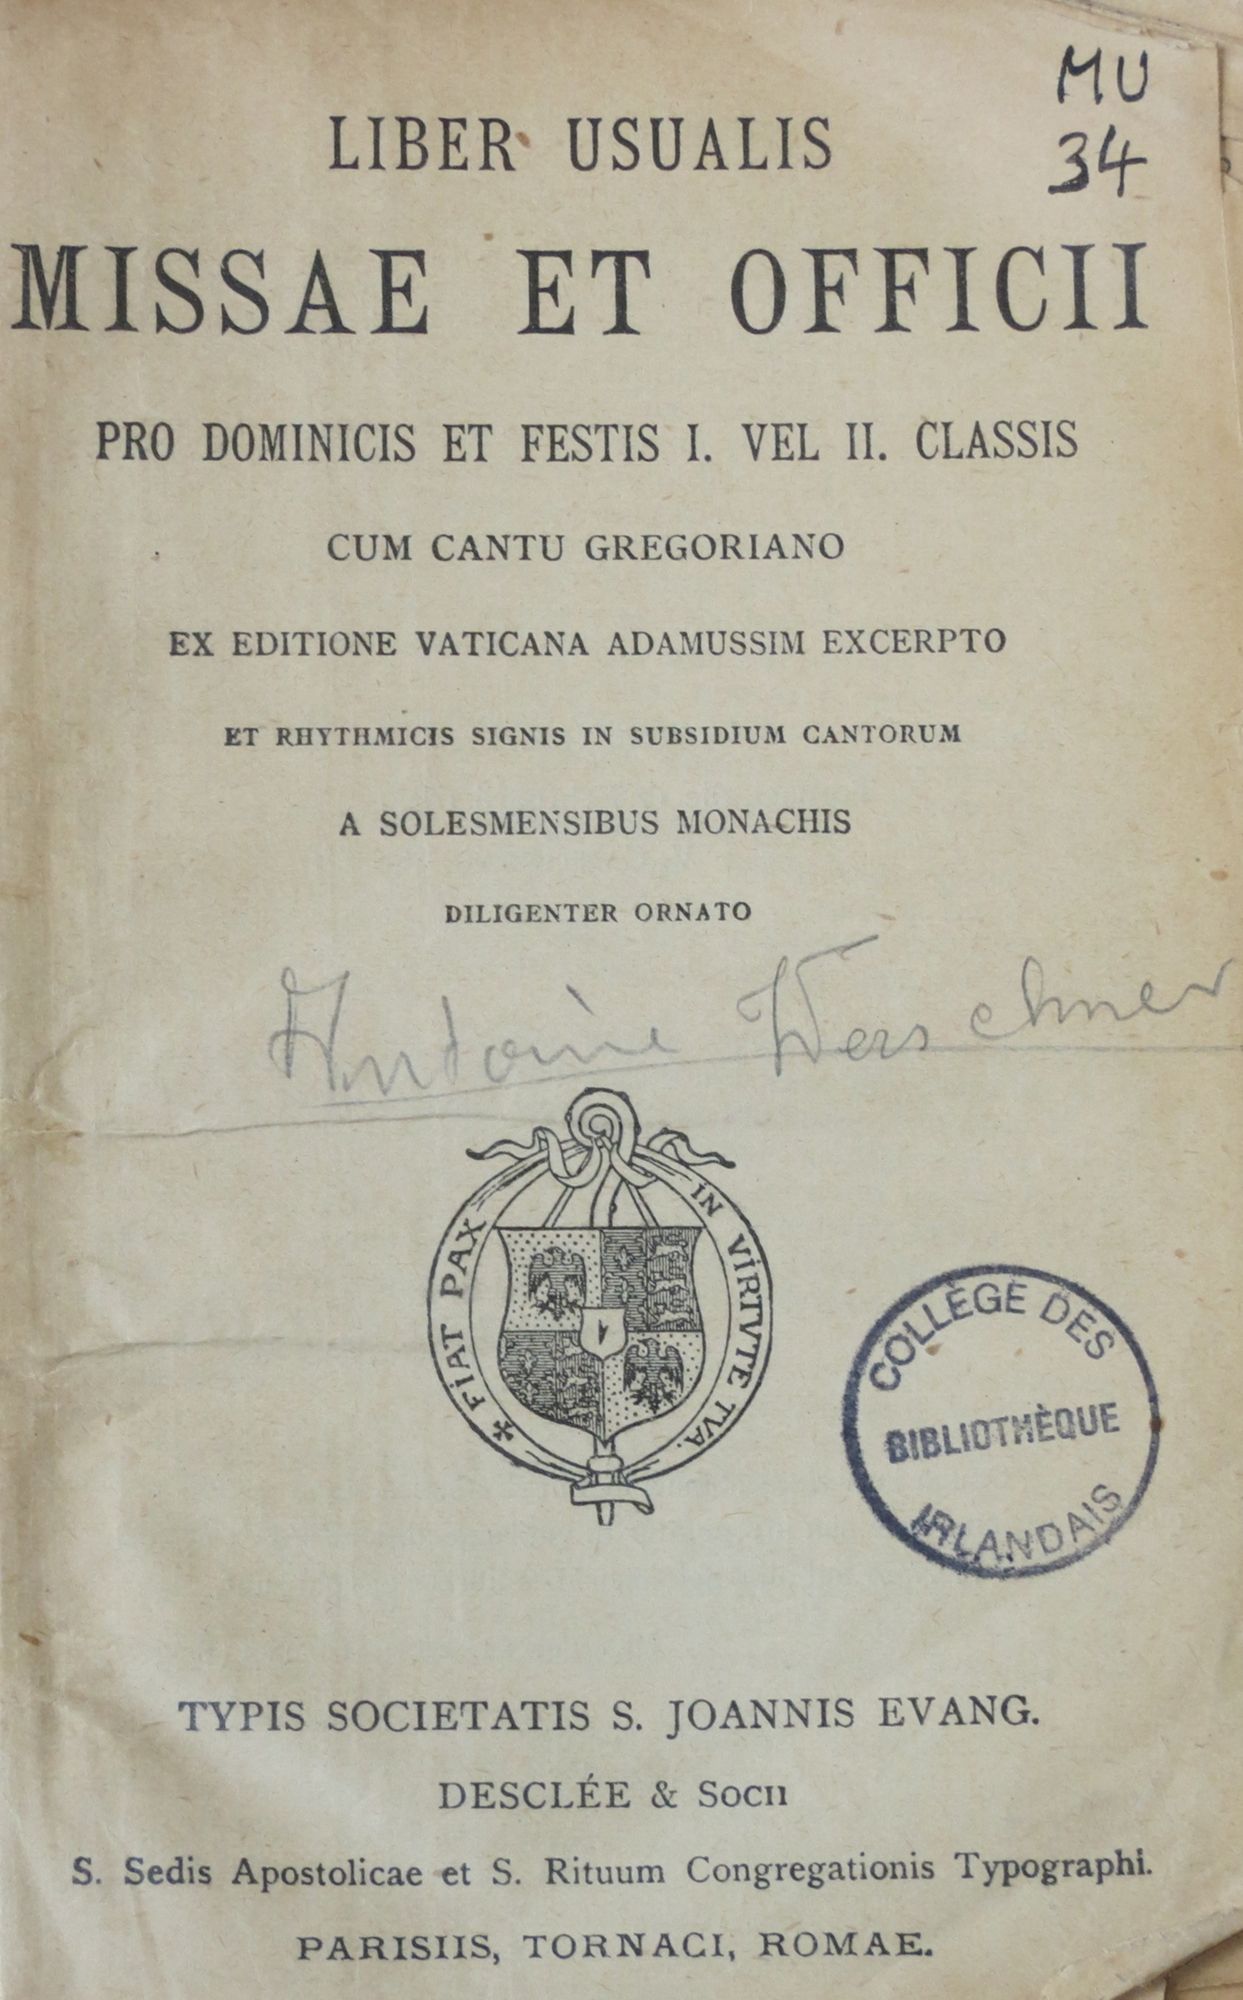 MU
34
LIBER USUALIS
MISSAE ET OFFICII
PRO DOMINICIS ET FESTIS I. VEL II. CLASSIS
CUM CANTU GREGORIANO
EX EDITIONE VATICANA ADAMUSSIM EXCERPTO
ET RHYTHMICIS SIGNIS IN SUBSIDIUM CANTORUM
A SOLESMENSIBUS MONACHIS
DILIGENTER ORNATO
Antoine
✠ FIAT PAX IN VIRTVTE TVA.
COLLÈGE DES
BIBLIOTHÈQUE
IRLANDAIS
TYPIS SOCIETATIS S. JOANNIS EVANG.
DESCLÉE & SOCII
S. Sedis Apostolicae et S. Rituum Congregationis Typographi.
PARISIIS, TORNACI, ROMAE.